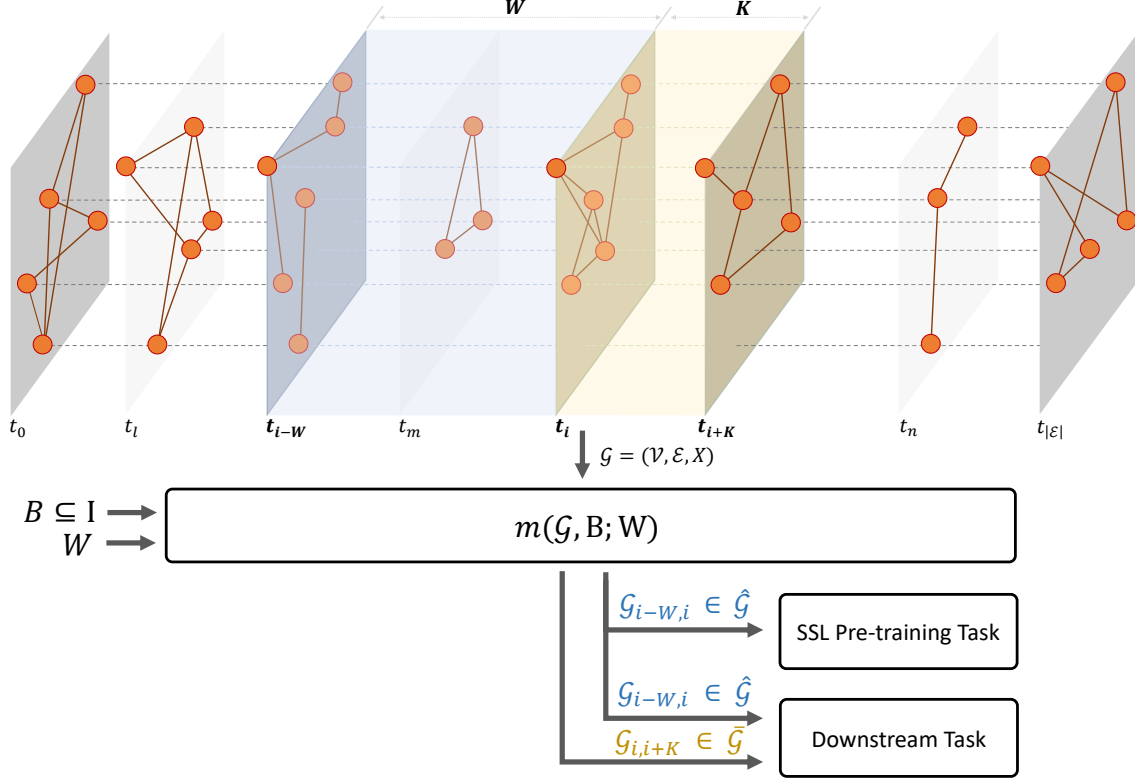 W K
t₀ tₗ tᵢ₋W tₘ tᵢ tᵢ₊K tₙ t|ℰ|
𝒢 = (𝒱, ℰ, X)
B ⊆ I
W
m(𝒢, B; W)
𝒢ᵢ₋W,ᵢ ∈ 𝒢̂
SSL Pre-training Task
𝒢ᵢ₋W,ᵢ ∈ 𝒢̂
𝒢ᵢ,ᵢ₊K ∈ 𝒢̄
Downstream Task